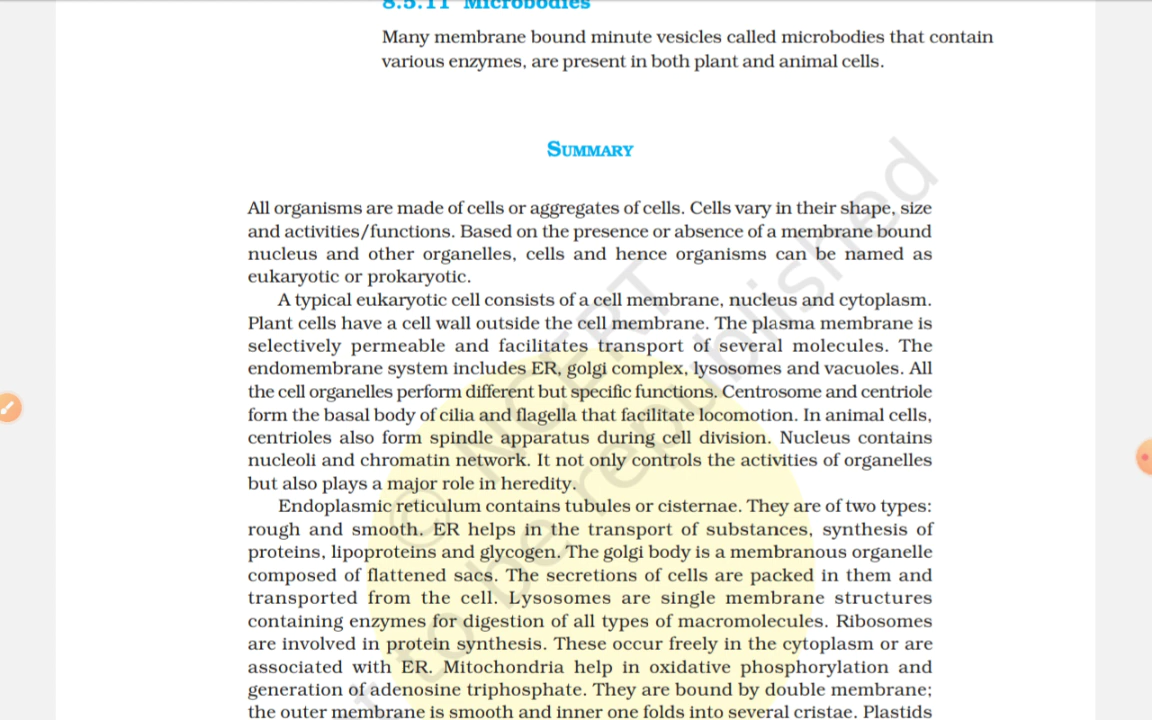 8.5.11 Microbodies
Many membrane bound minute vesicles called microbodies that contain
various enzymes, are present in both plant and animal cells.
SUMMARY
All organisms are made of cells or aggregates of cells. Cells vary in their shape, size
and activities/functions. Based on the presence or absence of a membrane bound
nucleus and other organelles, cells and hence organisms can be named as
eukaryotic or prokaryotic.
A typical eukaryotic cell consists of a cell membrane, nucleus and cytoplasm.
Plant cells have a cell wall outside the cell membrane. The plasma membrane is
selectively permeable and facilitates transport of several molecules. The
endomembrane system includes ER, golgi complex, lysosomes and vacuoles. All
the cell organelles perform different but specific functions. Centrosome and centriole
form the basal body of cilia and flagella that facilitate locomotion. In animal cells,
centrioles also form spindle apparatus during cell division. Nucleus contains
nucleoli and chromatin network. It not only controls the activities of organelles
but also plays a major role in heredity.
Endoplasmic reticulum contains tubules or cisternae. They are of two types:
rough and smooth. ER helps in the transport of substances, synthesis of
proteins, lipoproteins and glycogen. The golgi body is a membranous organelle
composed of flattened sacs. The secretions of cells are packed in them and
transported from the cell. Lysosomes are single membrane structures
containing enzymes for digestion of all types of macromolecules. Ribosomes
are involved in protein synthesis. These occur freely in the cytoplasm or are
associated with ER. Mitochondria help in oxidative phosphorylation and
generation of adenosine triphosphate. They are bound by double membrane;
the outer membrane is smooth and inner one folds into several cristae. Plastids
© NCERT
to be republished